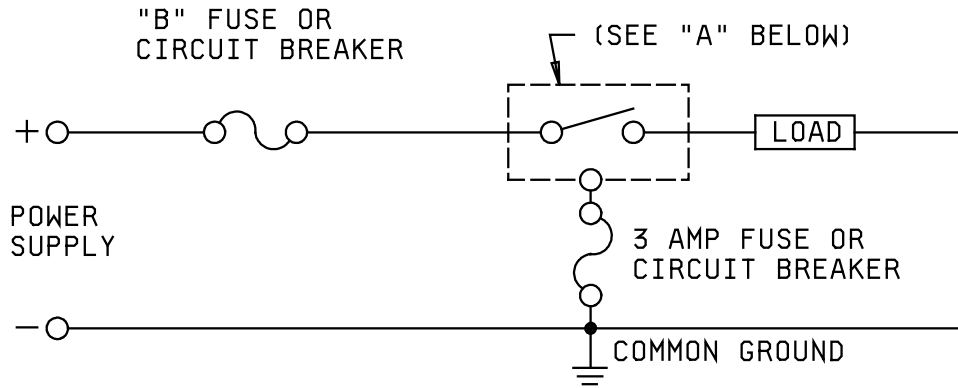 "B" FUSE OR
CIRCUIT BREAKER
(SEE "A" BELOW)
+
LOAD
POWER
SUPPLY
3 AMP FUSE OR
CIRCUIT BREAKER
−
COMMON GROUND